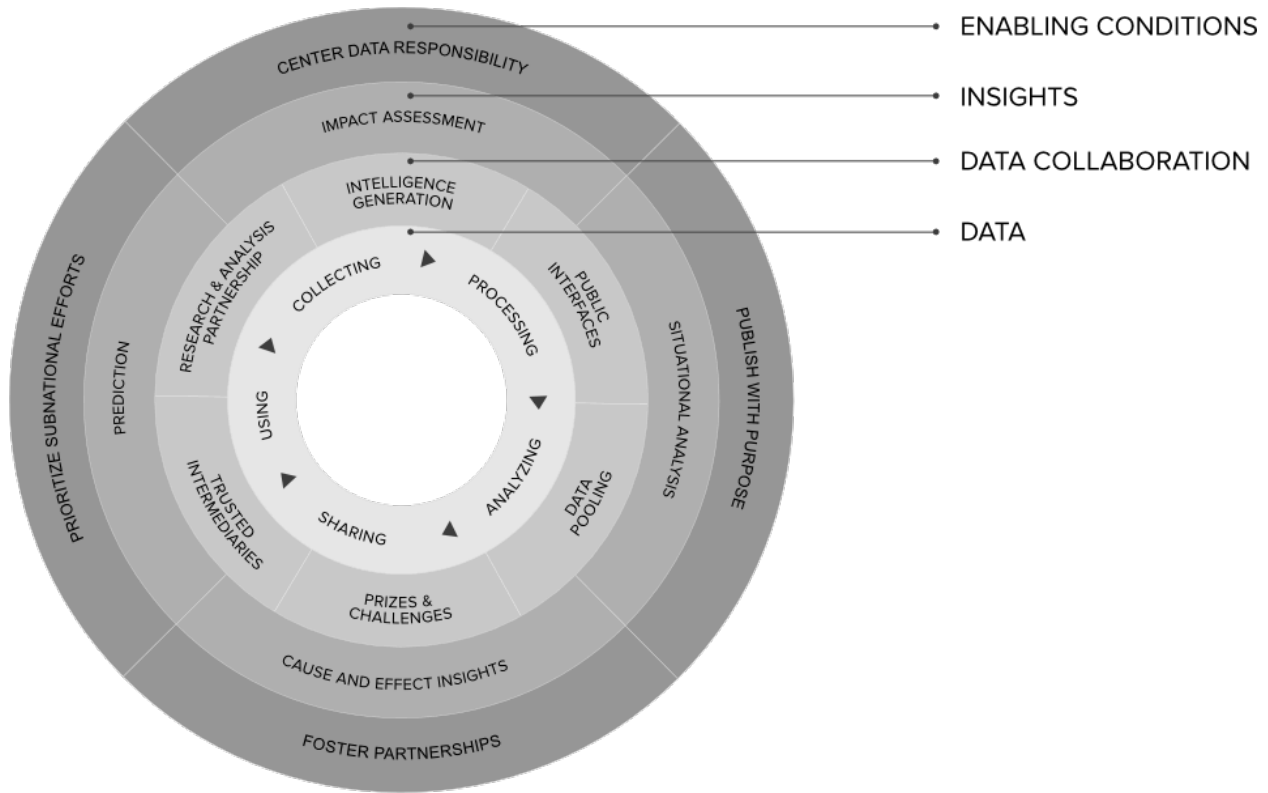 CENTER DATA RESPONSIBILITY
PUBLISH WITH PURPOSE
FOSTER PARTNERSHIPS
PRIORITIZE SUBNATIONAL EFFORTS
IMPACT ASSESSMENT
SITUATIONAL ANALYSIS
CAUSE AND EFFECT INSIGHTS
PREDICTION
INTELLIGENCE
GENERATION
PUBLIC
INTERFACES
DATA
POOLING
PRIZES &
CHALLENGES
TRUSTED
INTERMEDIARIES
RESEARCH & ANALYSIS
PARTNERSHIP
COLLECTING
PROCESSING
ANALYZING
SHARING
USING
ENABLING CONDITIONS
INSIGHTS
DATA COLLABORATION
DATA